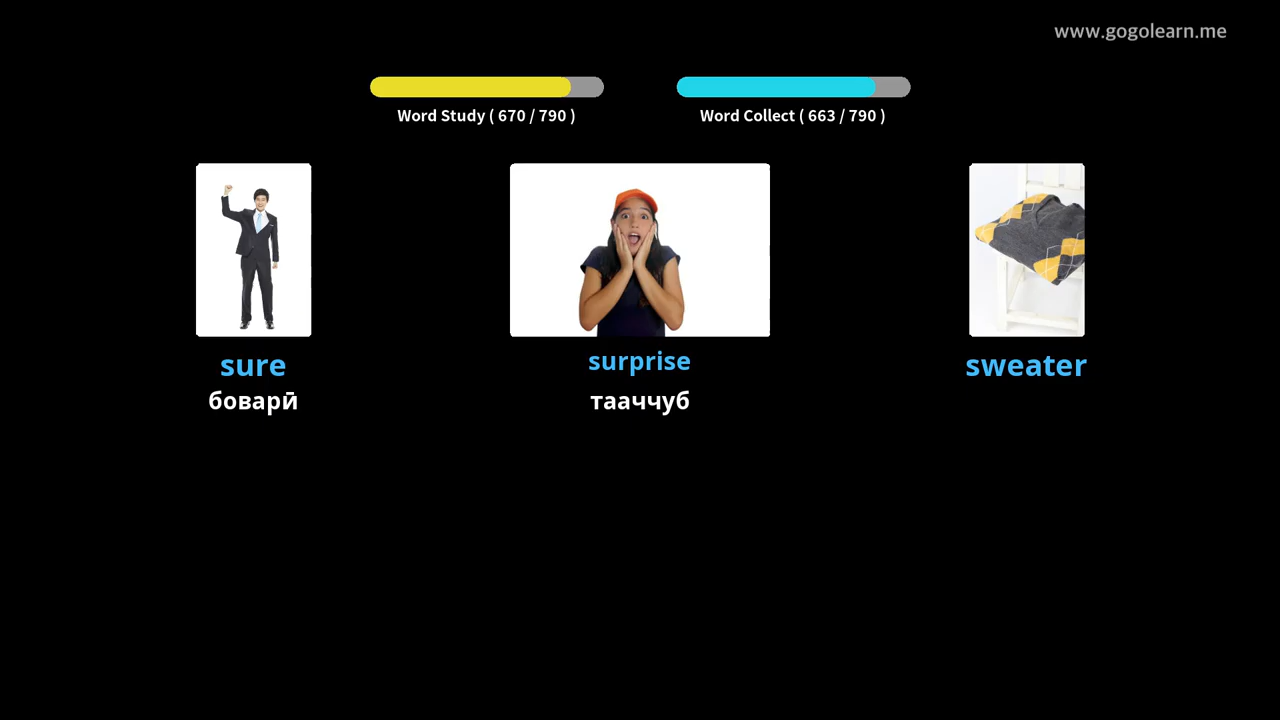 www.gogolearn.me
Word Study ( 670 / 790 )
Word Collect ( 663 / 790 )
sure
surprise
sweater
боварӣ
тааччуб